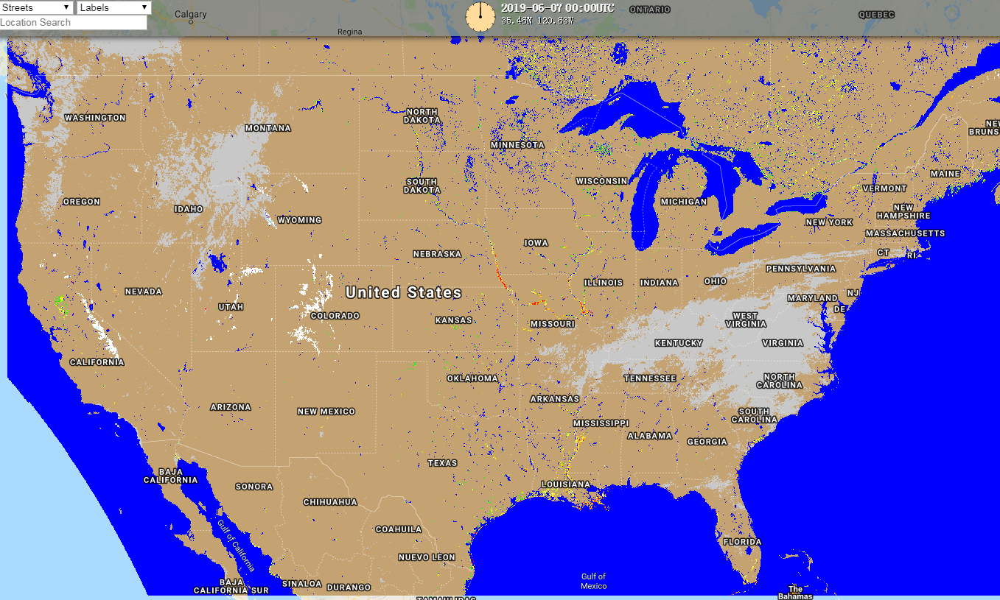 Streets
Labels
Location Search
Calgary
Regina
2019-06-07 00:00UTC
35.46N 120.63W
ONTARIO
QUEBEC
WASHINGTON
MONTANA
NORTH
DAKOTA
MINNESOTA
NEW
BRUNS
WISCONSIN
MAINE
VERMONT
OREGON
IDAHO
WYOMING
SOUTH
DAKOTA
MICHIGAN
NEW
HAMPSHIRE
NEW YORK
MASSACHUSETTS
IOWA
NEBRASKA
CT
RI
PENNSYLVANIA
NEVADA
UTAH
United States
ILLINOIS
INDIANA
OHIO
MARYLAND
NJ
DE
COLORADO
KANSAS
MISSOURI
WEST
VIRGINIA
KENTUCKY
VIRGINIA
CALIFORNIA
OKLAHOMA
TENNESSEE
NORTH
CAROLINA
ARIZONA
NEW MEXICO
ARKANSAS
MISSISSIPPI
SOUTH
CAROLINA
ALABAMA
GEORGIA
TEXAS
BAJA
CALIFORNIA
SONORA
LOUISIANA
CHIHUAHUA
COAHUILA
Gulf of California
FLORIDA
NUEVO LEON
Gulf of
Mexico
BAJA
CALIFORNIA SUR
SINALOA
DURANGO
The
Bahamas
TAMAULIPAS